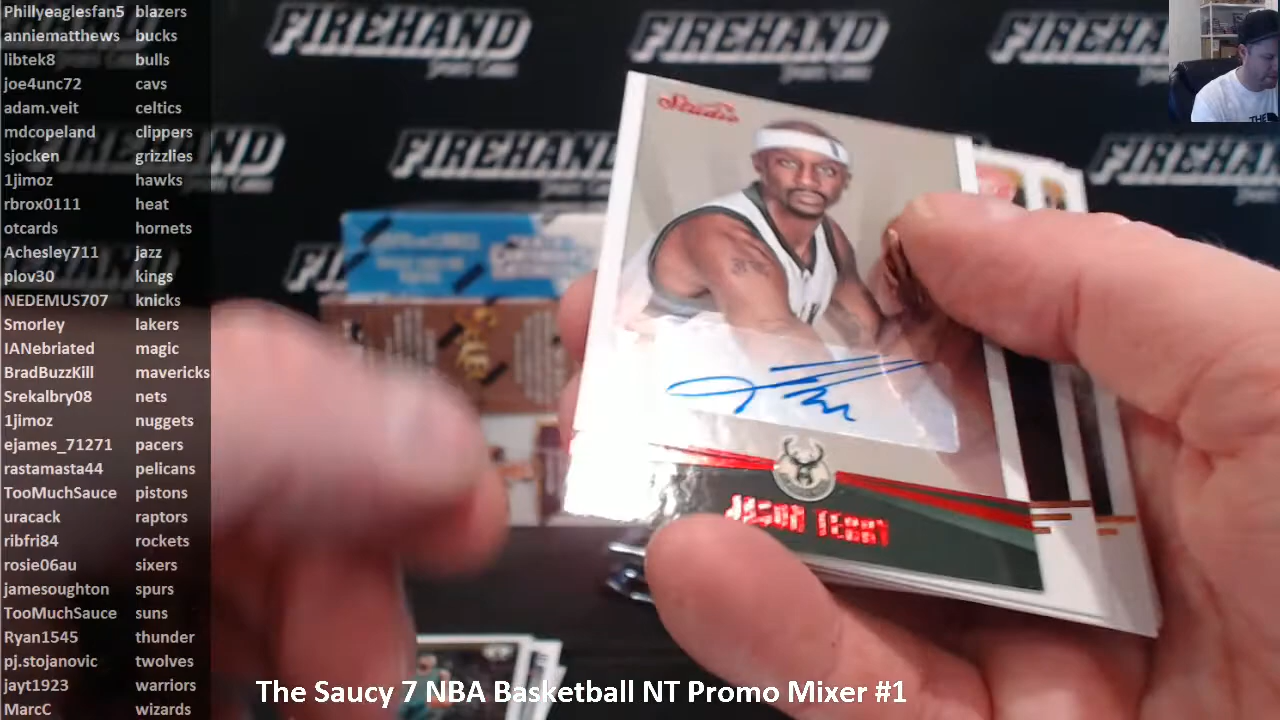 Phillyeaglesfan5 blazers
anniematthews bucks
libtek8 bulls
joe4unc72 cavs
adam.veit celtics
mdcopeland clippers
sjocken grizzlies
1jimoz hawks
rbrox0111 heat
otcards hornets
Achesley711 jazz
plov30 kings
NEDEMUS707 knicks
Smorley lakers
IANebriated magic
BradBuzzKill mavericks
Srekalbry08 nets
1jimoz nuggets
ejames_71271 pacers
rastamasta44 pelicans
TooMuchSauce pistons
uracack raptors
ribfri84 rockets
rosie06au sixers
jamesoughton spurs
TooMuchSauce suns
Ryan1545 thunder
pj.stojanovic twolves
jayt1923 warriors
MarcC wizards
FIREHAND
FIREHAND
FIREHAND
FIREHAND
FIREHAND
Studio
JASON TERRY
The Saucy 7 NBA Basketball NT Promo Mixer #1